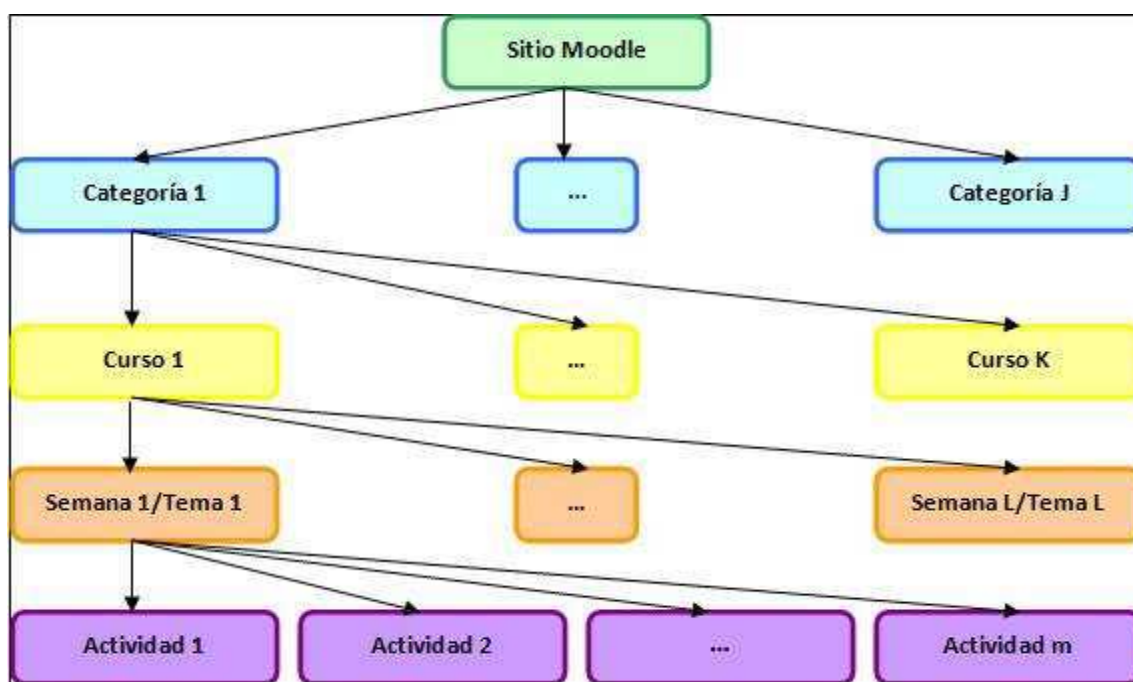 Sitio Moodle
Categoría 1
...
Categoría J
Curso 1
...
Curso K
Semana 1/Tema 1
...
Semana L/Tema L
Actividad 1
Actividad 2
...
Actividad m